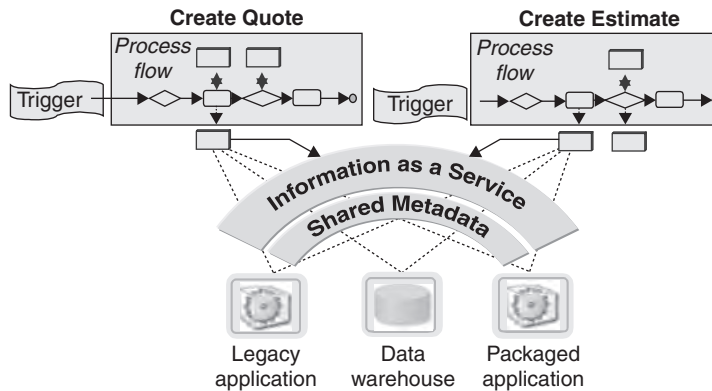 Create Quote
Create Estimate
Process
flow
Trigger
Process
flow
Trigger
Information as a Service
Shared Metadata
Legacy
application
Data
warehouse
Packaged
application